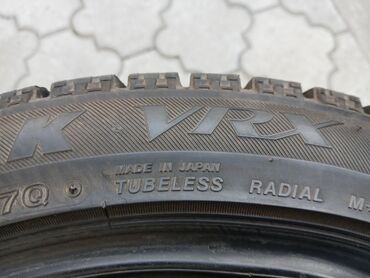 K VRX
MADE IN JAPAN
7Q TUBELESS RADIAL M+